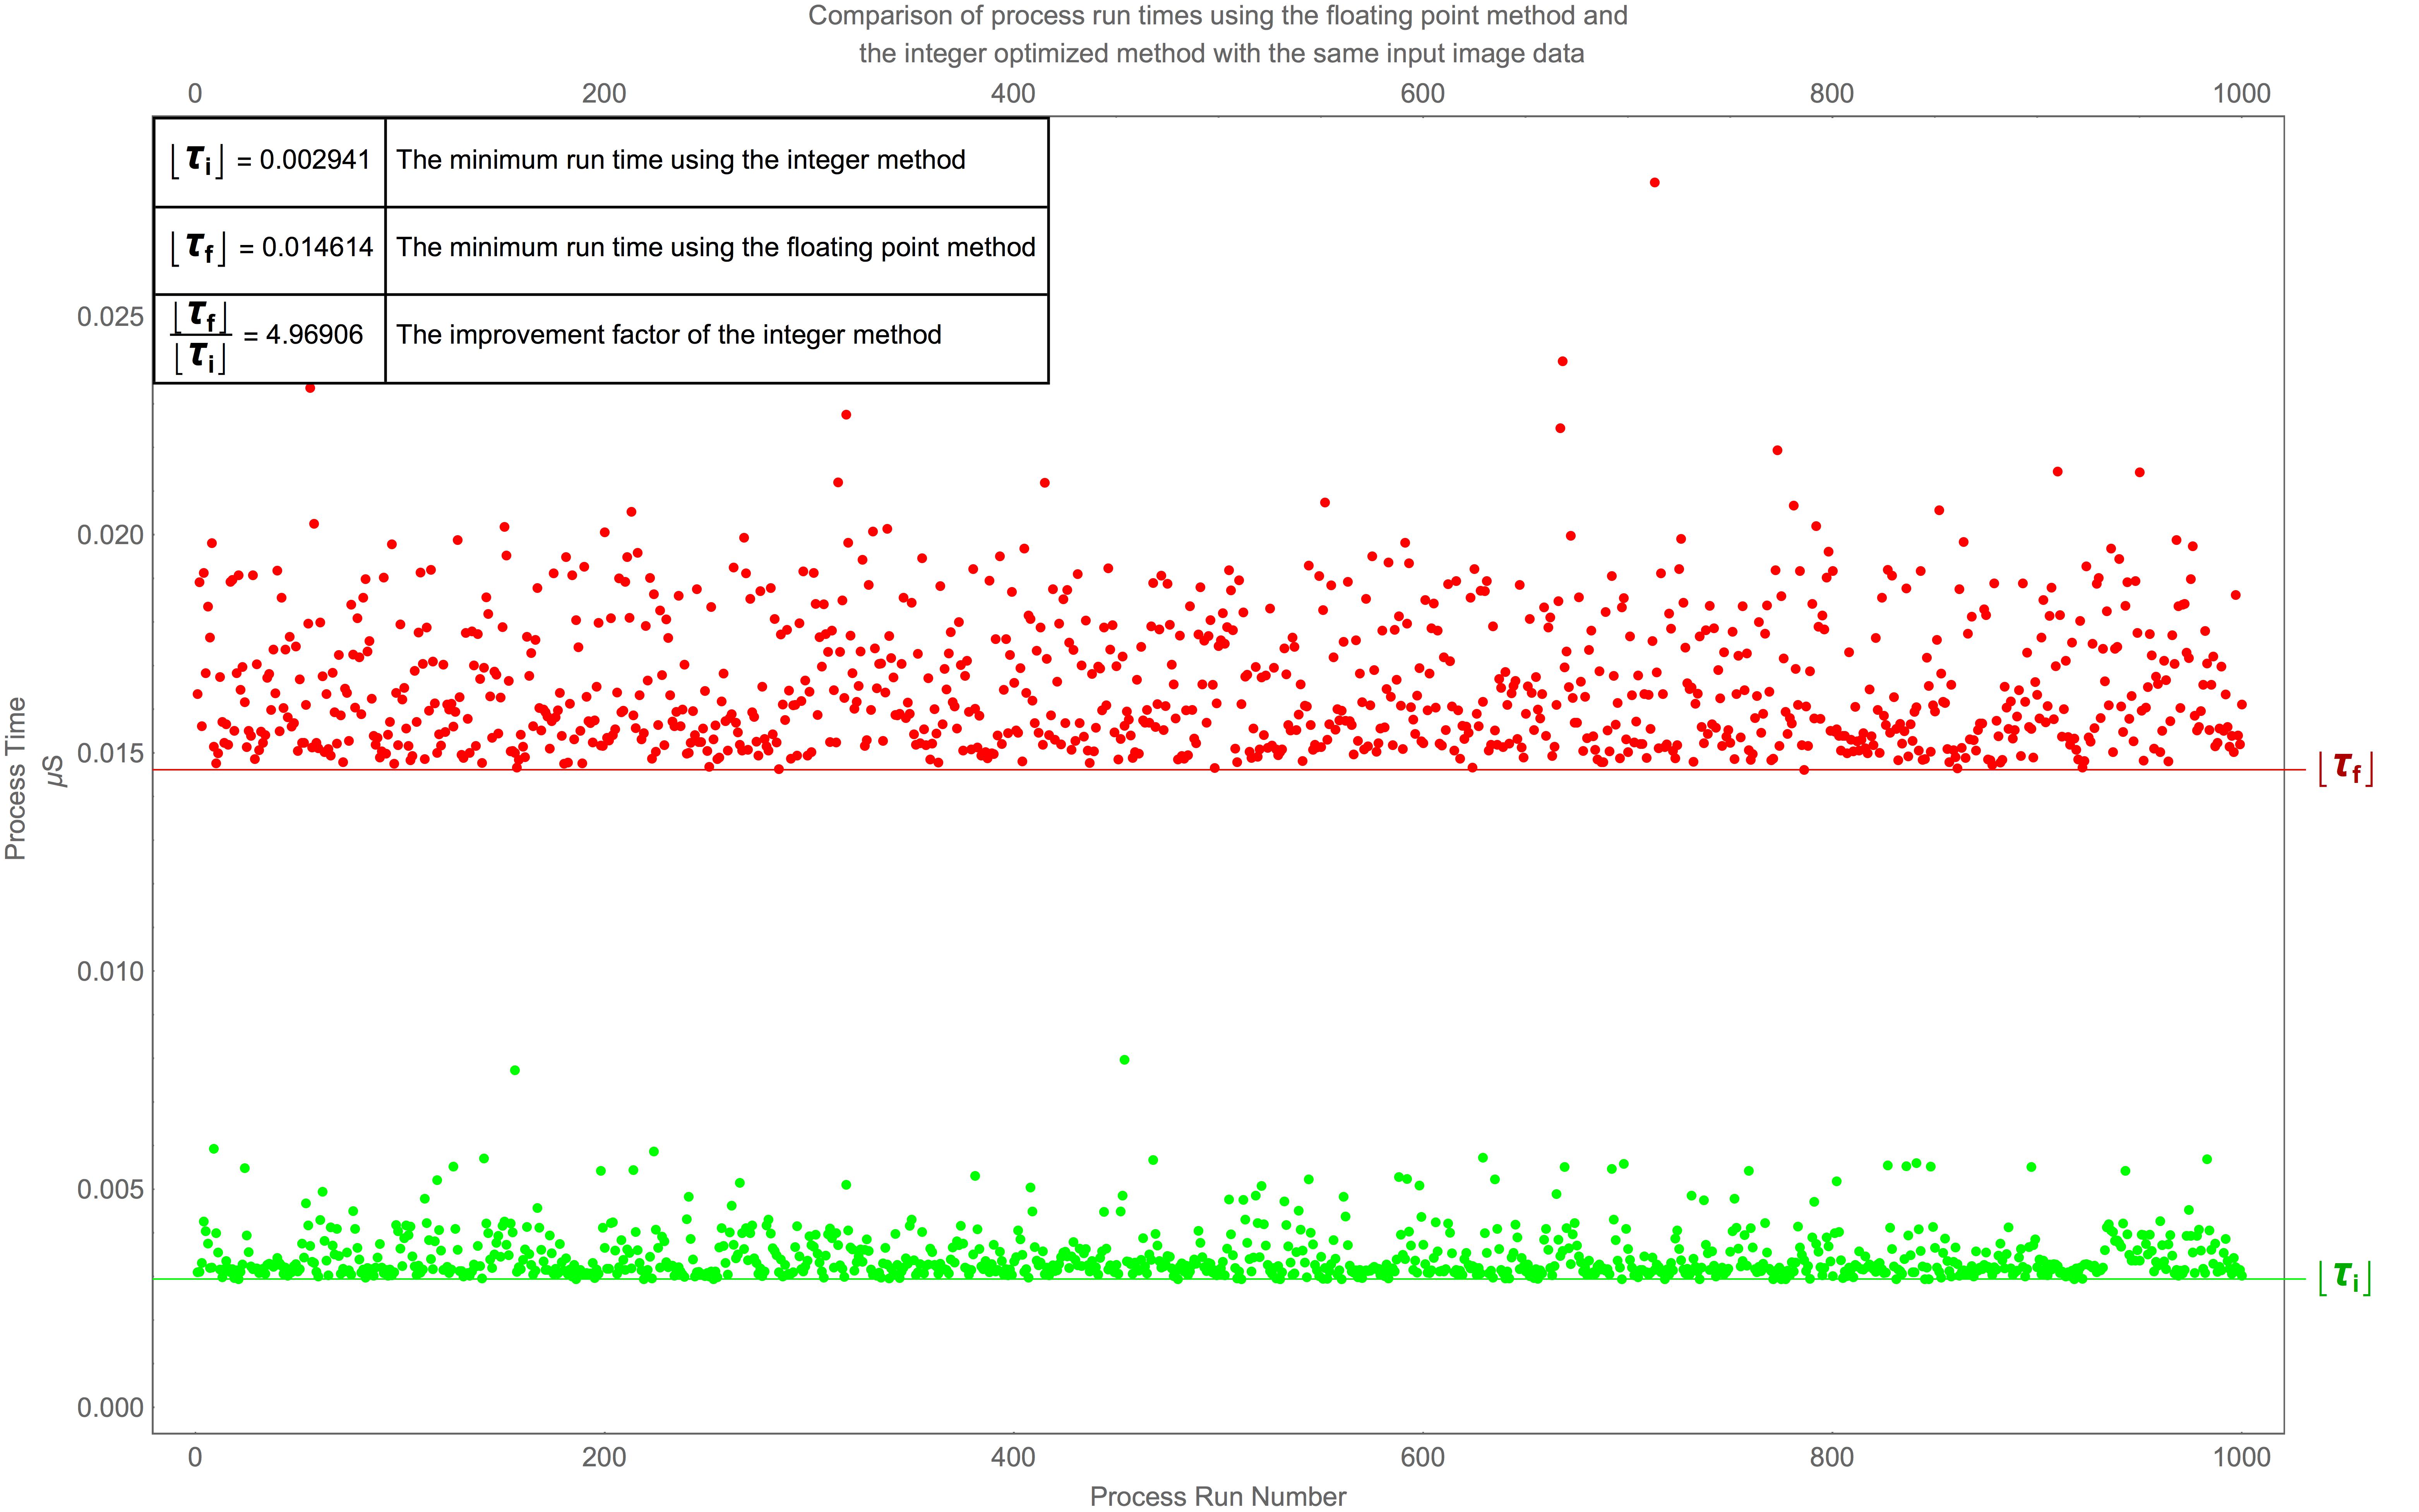 Comparison of process run times using the floating point method and
the integer optimized method with the same input image data
0 200 400 600 800 1000
⌊τi⌋ = 0.002941 The minimum run time using the integer method
⌊τf⌋ = 0.014614 The minimum run time using the floating point method
⌊τf⌋/⌊τi⌋ = 4.96906 The improvement factor of the integer method
0.025
0.020
0.015
0.010
0.005
0.000
Process Time
μS
⌊τf⌋
⌊τi⌋
0 200 400 600 800 1000
Process Run Number